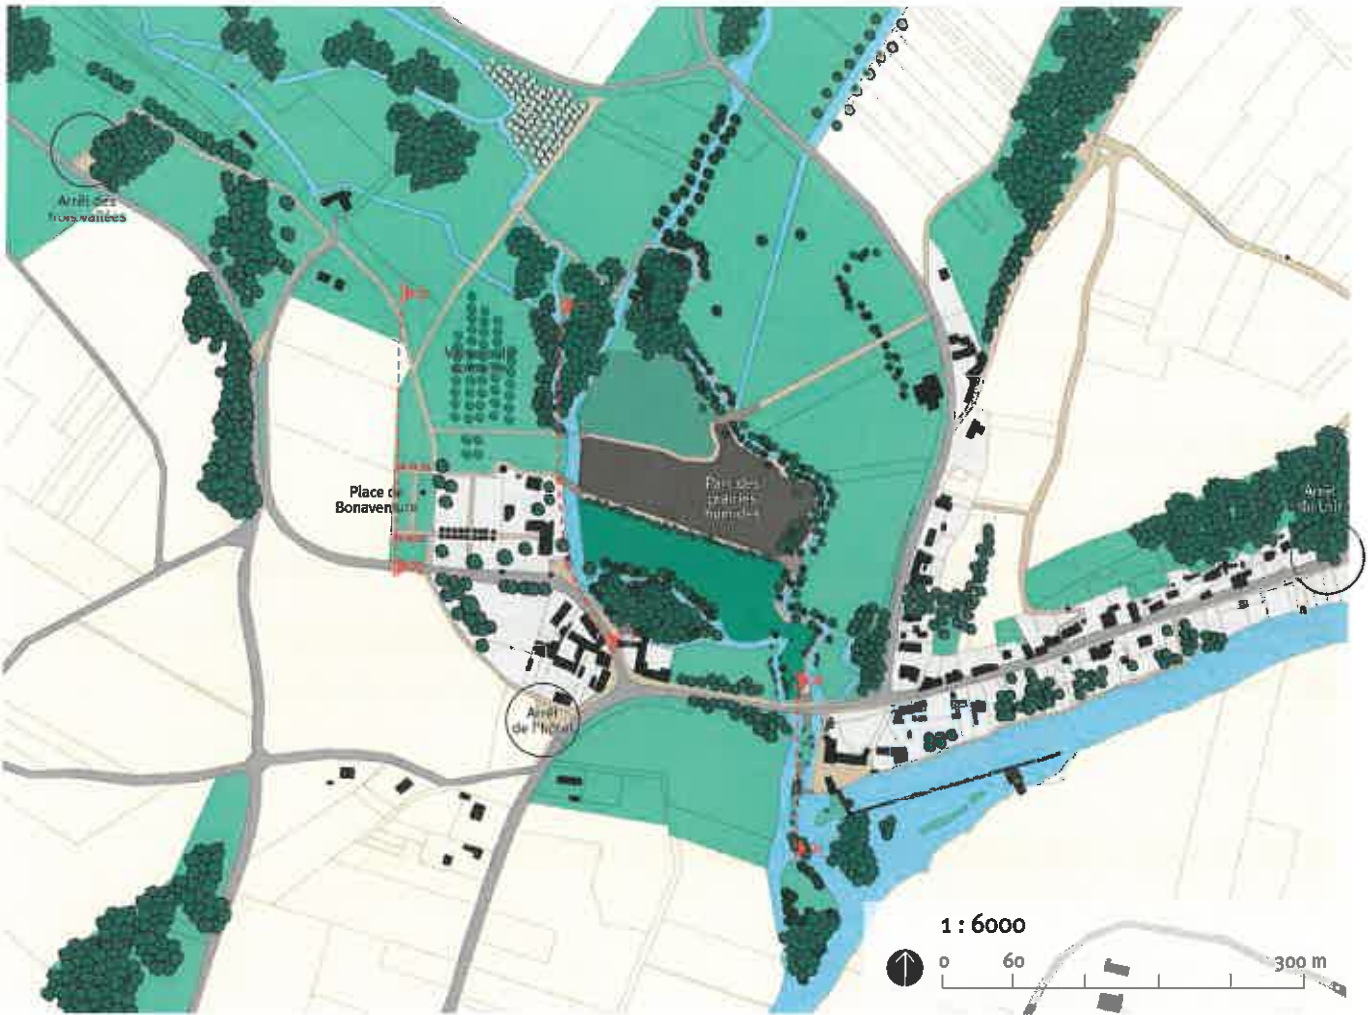 Arrêt des
trois vallées
Place de
Bonaventure
Parc des
prairies
humides
Arrêt
de l'hôtel
Arrêt
1 : 6000
0 60 300 m